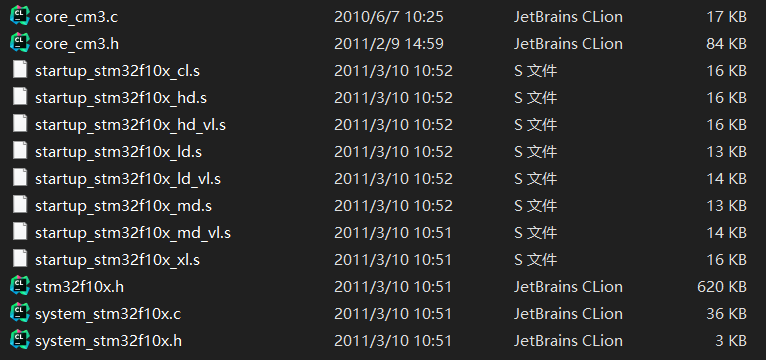 core_cm3.c 2010/6/7 10:25 JetBrains CLion 17 KB
core_cm3.h 2011/2/9 14:59 JetBrains CLion 84 KB
startup_stm32f10x_cl.s 2011/3/10 10:52 S 文件 16 KB
startup_stm32f10x_hd.s 2011/3/10 10:52 S 文件 16 KB
startup_stm32f10x_hd_vl.s 2011/3/10 10:52 S 文件 16 KB
startup_stm32f10x_ld.s 2011/3/10 10:52 S 文件 13 KB
startup_stm32f10x_ld_vl.s 2011/3/10 10:52 S 文件 14 KB
startup_stm32f10x_md.s 2011/3/10 10:52 S 文件 13 KB
startup_stm32f10x_md_vl.s 2011/3/10 10:51 S 文件 14 KB
startup_stm32f10x_xl.s 2011/3/10 10:51 S 文件 16 KB
stm32f10x.h 2011/3/10 10:51 JetBrains CLion 620 KB
system_stm32f10x.c 2011/3/10 10:51 JetBrains CLion 36 KB
system_stm32f10x.h 2011/3/10 10:51 JetBrains CLion 3 KB